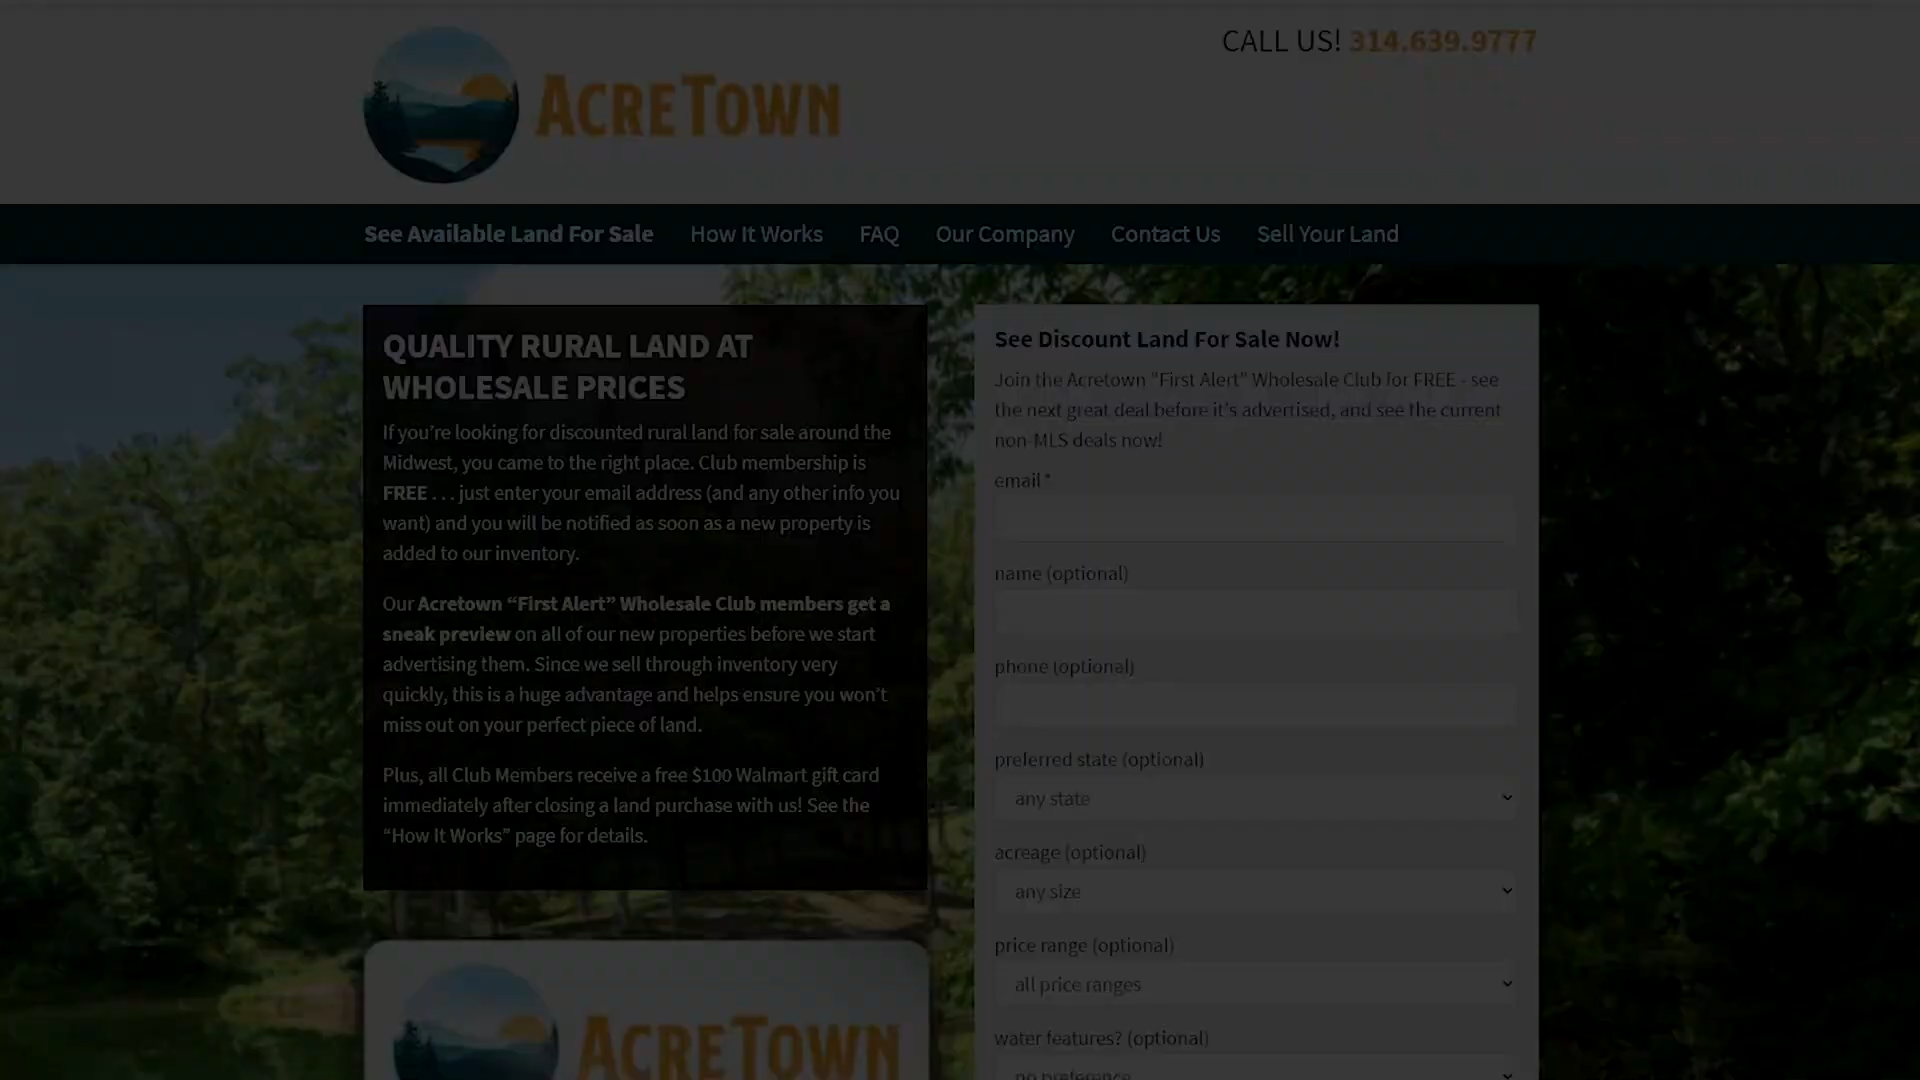 CALL US! 314.639.9777
ACRETOWN
See Available Land For Sale How It Works FAQ Our Company Contact Us Sell Your Land
QUALITY RURAL LAND AT
WHOLESALE PRICES
If you’re looking for discounted rural land for sale around the
Midwest, you came to the right place. Club membership is
FREE . . . just enter your email address (and any other info you
want) and you will be notified as soon as a new property is
added to our inventory.
Our Acretown “First Alert” Wholesale Club members get a
sneak preview on all of our new properties before we start
advertising them. Since we sell through inventory very
quickly, this is a huge advantage and helps ensure you won’t
miss out on your perfect piece of land.
Plus, all Club Members receive a free $100 Walmart gift card
immediately after closing a land purchase with us! See the
“How It Works” page for details.
ACRETOWN
See Discount Land For Sale Now!
Join the Acretown "First Alert" Wholesale Club for FREE - see
the next great deal before it's advertised, and see the current
non-MLS deals now!
email *
name (optional)
phone (optional)
preferred state (optional)
any state
acreage (optional)
any size
price range (optional)
all price ranges
water features? (optional)
no preference